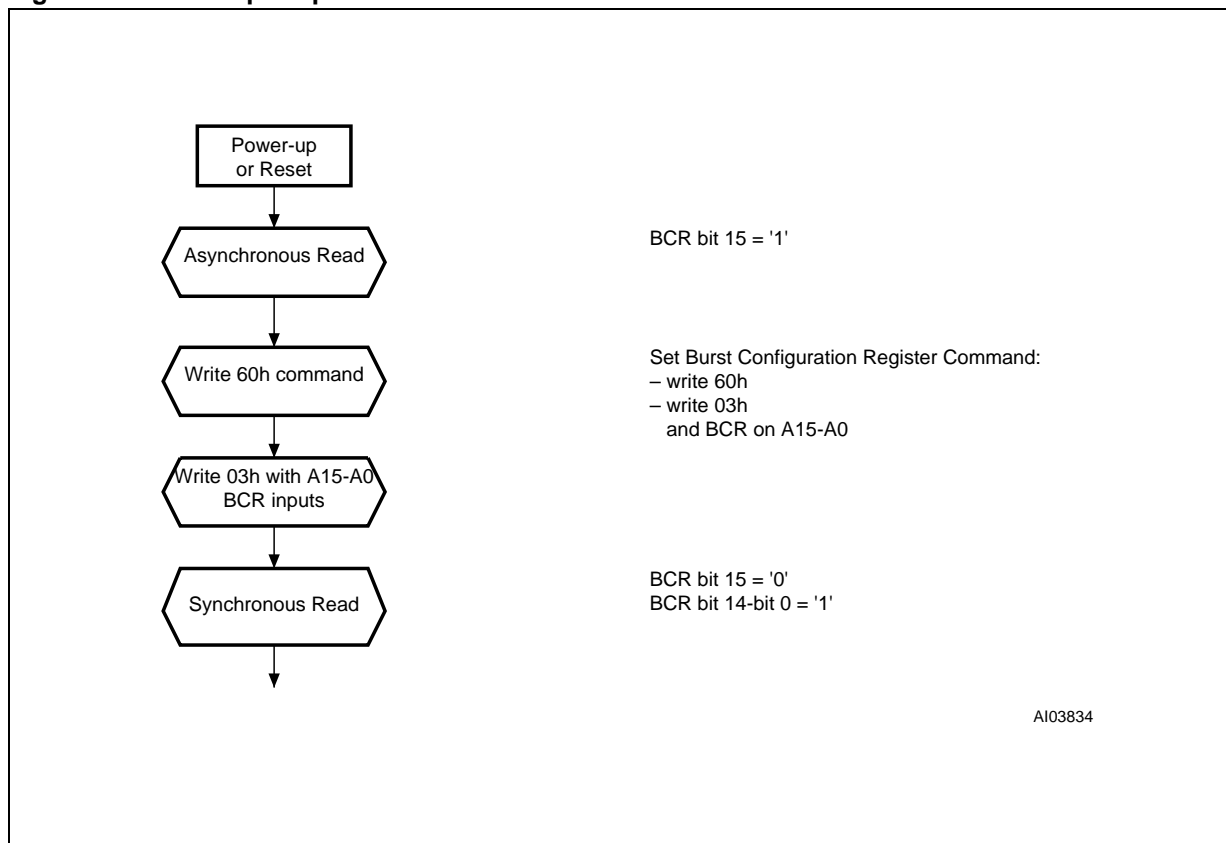 Power-up
or Reset
Asynchronous Read
BCR bit 15 = '1'
Write 60h command
Set Burst Configuration Register Command:
– write 60h
– write 03h
and BCR on A15-A0
Write 03h with A15-A0
BCR inputs
Synchronous Read
BCR bit 15 = '0'
BCR bit 14-bit 0 = '1'
AI03834